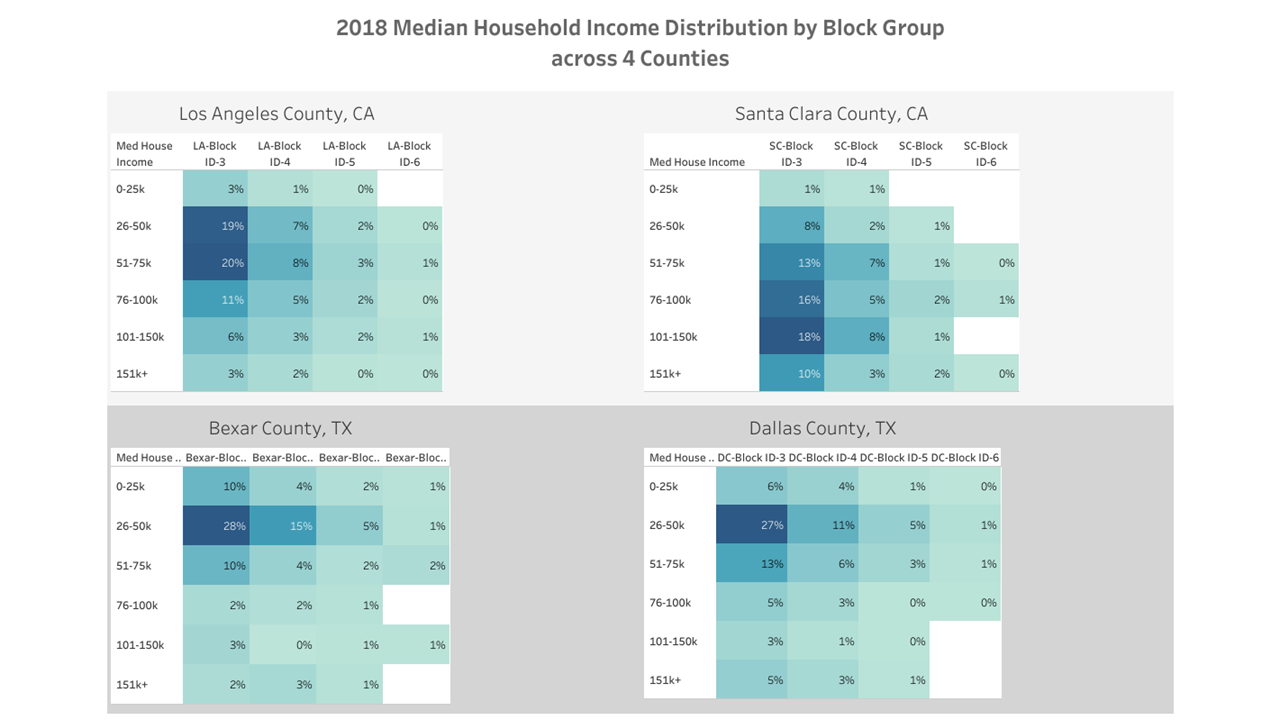 2018 Median Household Income Distribution by Block Group
across 4 Counties
Los Angeles County, CA
Med House Income LA-Block ID-3 LA-Block ID-4 LA-Block ID-5 LA-Block ID-6
0-25k 3% 1% 0%
26-50k 19% 7% 2% 0%
51-75k 20% 8% 3% 1%
76-100k 11% 5% 2% 0%
101-150k 6% 3% 2% 1%
151k+ 3% 2% 0% 0%
Santa Clara County, CA
Med House Income SC-Block ID-3 SC-Block ID-4 SC-Block ID-5 SC-Block ID-6
0-25k 1% 1%
26-50k 8% 2% 1%
51-75k 13% 7% 1% 0%
76-100k 16% 5% 2% 1%
101-150k 18% 8% 1%
151k+ 10% 3% 2% 0%
Bexar County, TX
Med House .. Bexar-Bloc.. Bexar-Bloc.. Bexar-Bloc.. Bexar-Bloc..
0-25k 10% 4% 2% 1%
26-50k 28% 15% 5% 1%
51-75k 10% 4% 2% 2%
76-100k 2% 2% 1%
101-150k 3% 0% 1% 1%
151k+ 2% 3% 1%
Dallas County, TX
Med House .. DC-Block ID-3 DC-Block ID-4 DC-Block ID-5 DC-Block ID-6
0-25k 6% 4% 1% 0%
26-50k 27% 11% 5% 1%
51-75k 13% 6% 3% 1%
76-100k 5% 3% 0% 0%
101-150k 3% 1% 0%
151k+ 5% 3% 1%